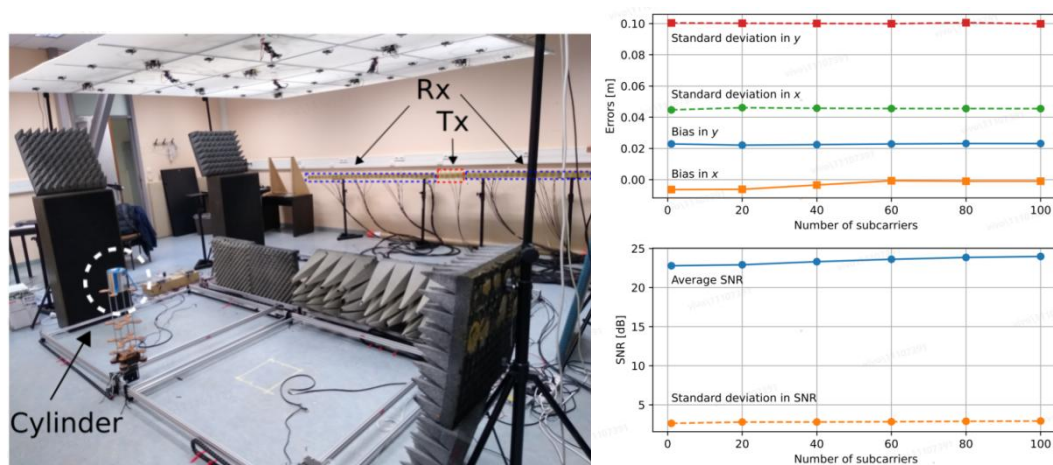 Rx
Tx
Cylinder
0.10
Standard deviation in y
0.08
0.06
Standard deviation in x
0.04
Bias in y
0.02
Bias in x
0.00
Errors [m]
0
20
40
60
80
100
Number of subcarriers
25
Average SNR
20
15
10
5
Standard deviation in SNR
SNR [dB]
0
20
40
60
80
100
Number of subcarriers